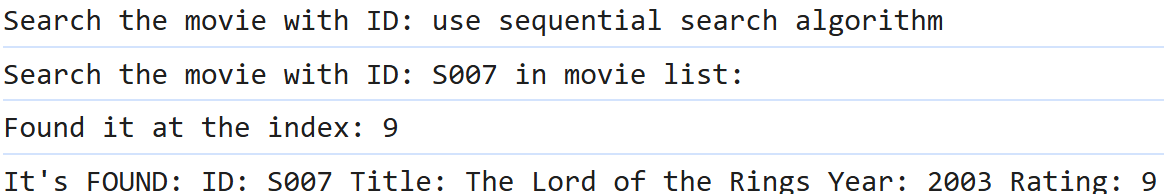 Search the movie with ID: use sequential search algorithm
Search the movie with ID: S007 in movie list:
Found it at the index: 9
It's FOUND: ID: S007 Title: The Lord of the Rings Year: 2003 Rating: 9